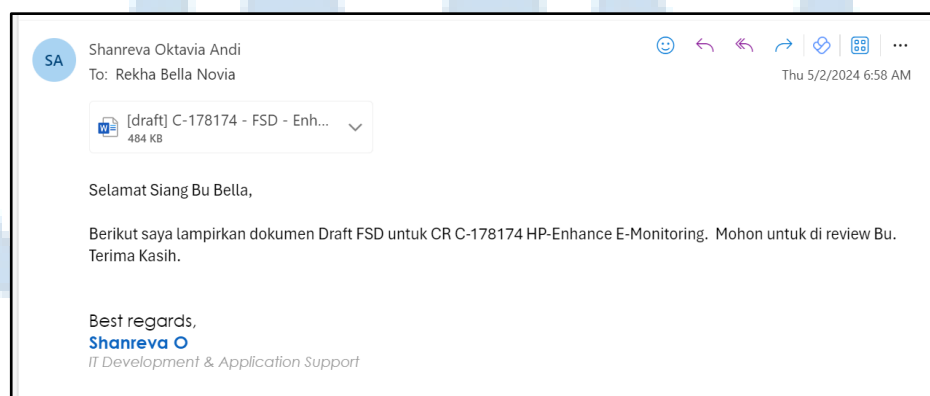 SA
Shanreva Oktavia Andi
To: Rekha Bella Novia
Thu 5/2/2024 6:58 AM
[draft] C-178174 - FSD - Enh...
484 KB
Selamat Siang Bu Bella,
Berikut saya lampirkan dokumen Draft FSD untuk CR C-178174 HP-Enhance E-Monitoring.  Mohon untuk di review Bu.
Terima Kasih.
Best regards,
Shanreva O
IT Development & Application Support